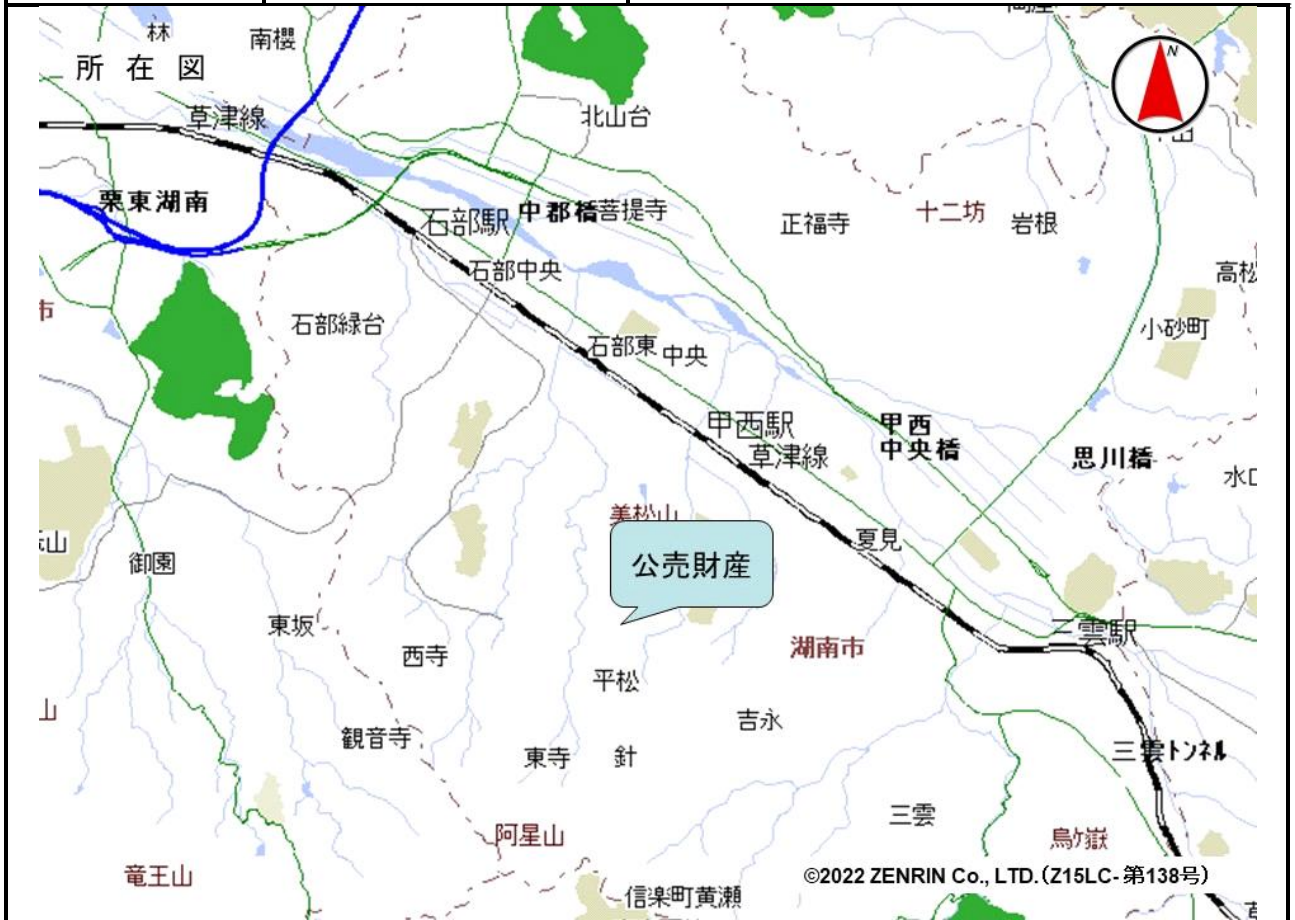 林
南櫻
所 在 図
N
草津線
北山台
栗東湖南
石部駅
中郡橋
菩提寺
正福寺
十二坊
岩根
石部中央
高松
市
石部緑台
小砂町
石部東
中央
甲西駅
草津線
甲西
中央橋
思川橋
水口
美松山
夏見
公売財産
山
御園
東坂
三雲駅
西寺
湖南市
平松
山
吉永
観音寺
東寺
針
三雲トンネル
三雲
阿星山
烏ケ嶽
竜王山
©2022 ZENRIN Co., LTD.(Z15LC-第138号)
信楽町黄瀬